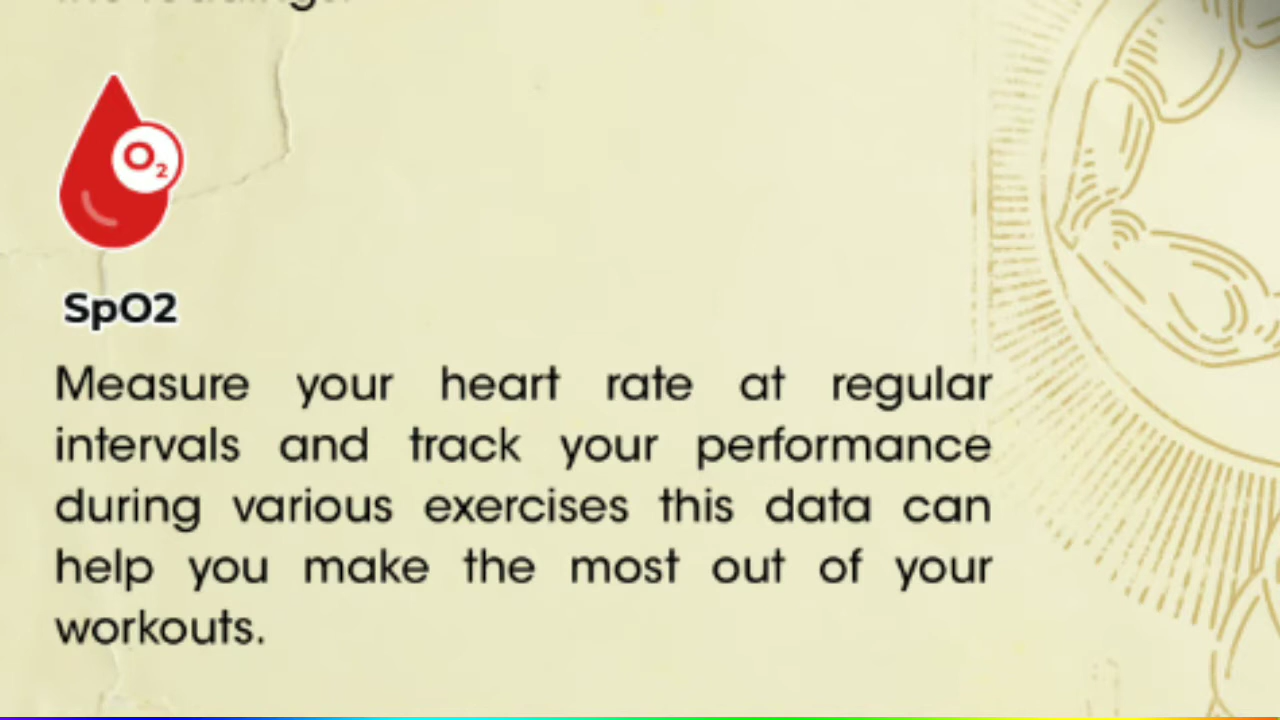 O2
SpO2
Measure your heart rate at regular
intervals and track your performance
during various exercises this data can
help you make the most out of your
workouts.